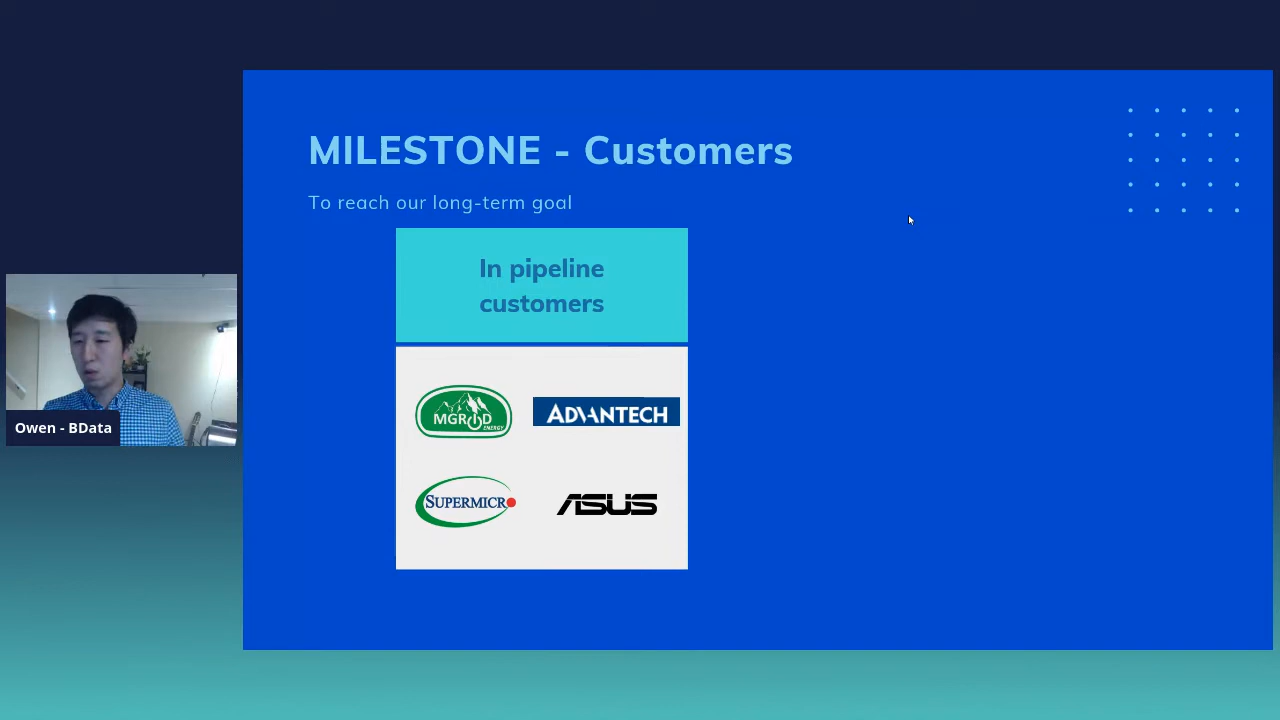 MILESTONE - Customers
To reach our long-term goal
In pipeline
customers
MGRID
ENERGY
ADVANTECH
SUPERMICRO
ASUS
Owen - BData